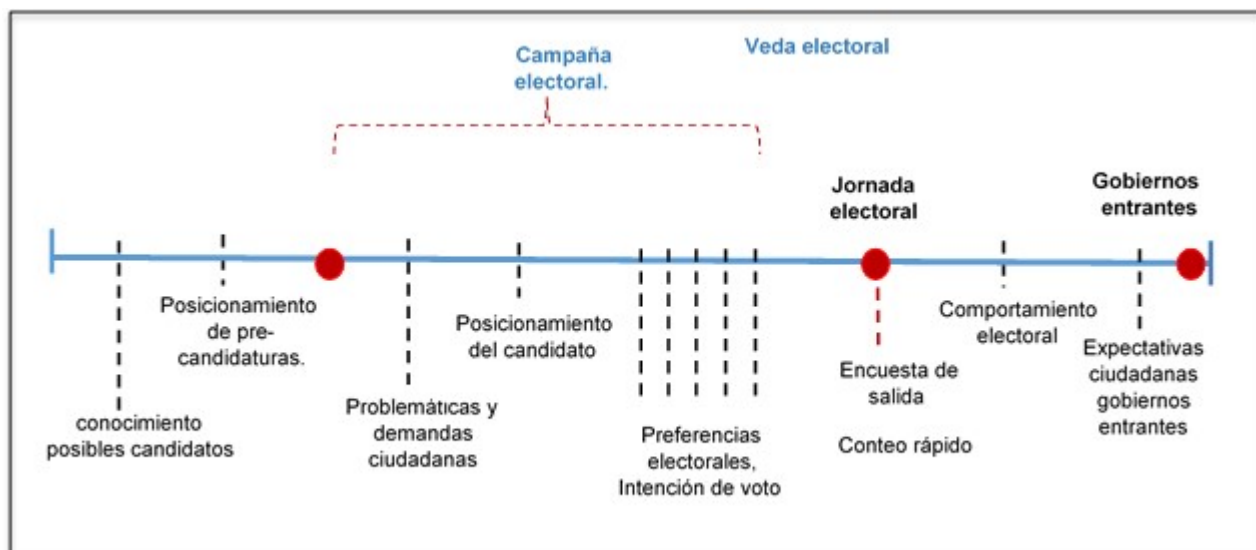 Campaña
electoral.
Veda electoral
Jornada
electoral
Gobiernos
entrantes
conocimiento
posibles candidatos
Posicionamiento
de pre-
candidaturas.
Problemáticas y
demandas
ciudadanas
Posicionamiento
del candidato
Preferencias
electorales,
Intención de voto
Encuesta de
salida
Conteo rápido
Comportamiento
electoral
Expectativas
ciudadanas
gobiernos
entrantes